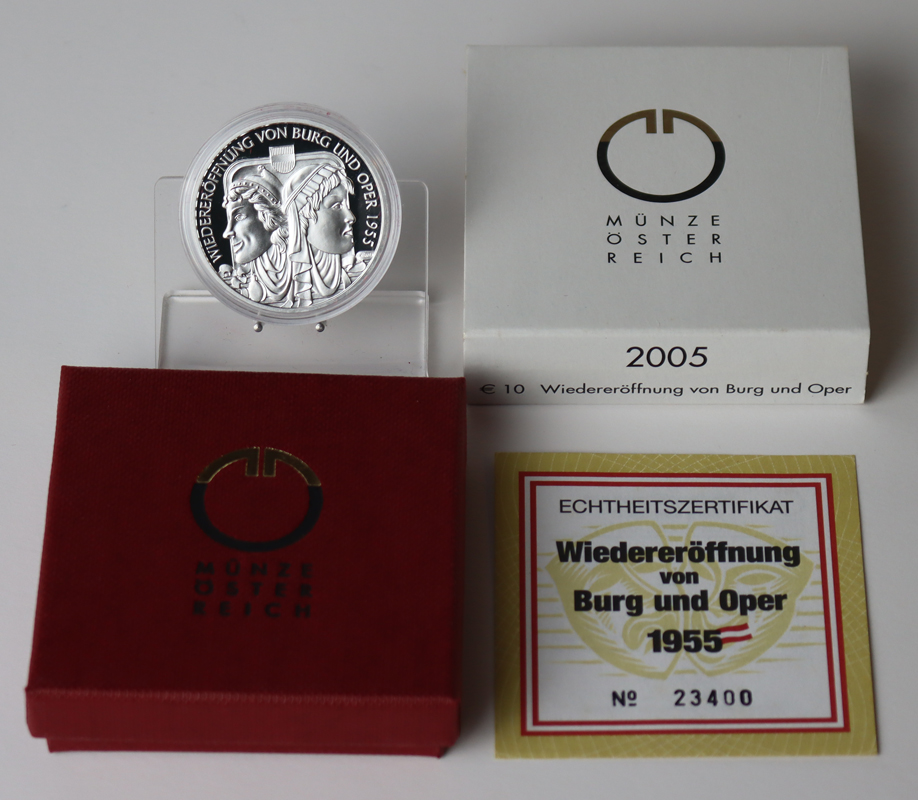 WIEDERERÖFFNUNG VON BURG UND OPER 1955
MÜNZE
ÖSTER
REICH
2005
€ 10 Wiedereröffnung von Burg und Oper
MÜNZE
ÖSTER
REICH
ECHTHEITSZERTIFIKAT
Wiedereröffnung
von
Burg und Oper
1955
Nº 23400